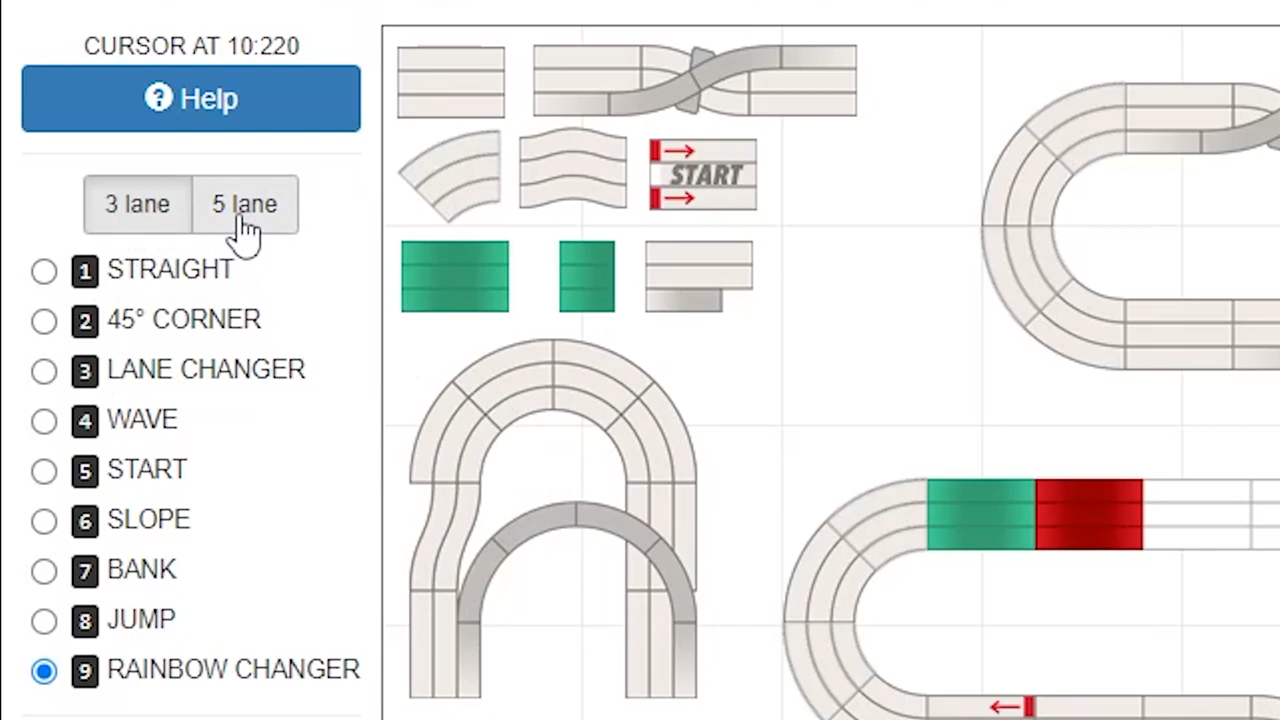 CURSOR AT 10:220
Help
3 lane
5 lane
1 STRAIGHT
2 45° CORNER
3 LANE CHANGER
4 WAVE
5 START
6 SLOPE
7 BANK
8 JUMP
9 RAINBOW CHANGER
START